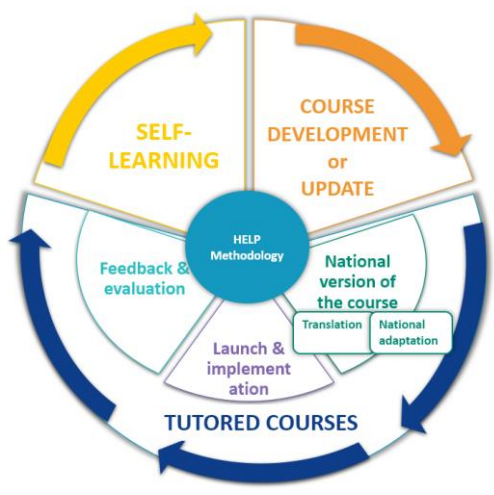 SELF-
LEARNING
COURSE
DEVELOPMENT
or
UPDATE
HELP
Methodology
Feedback &
evaluation
National
version of
the course
Translation
National
adaptation
Launch &
implement
ation
TUTORED COURSES